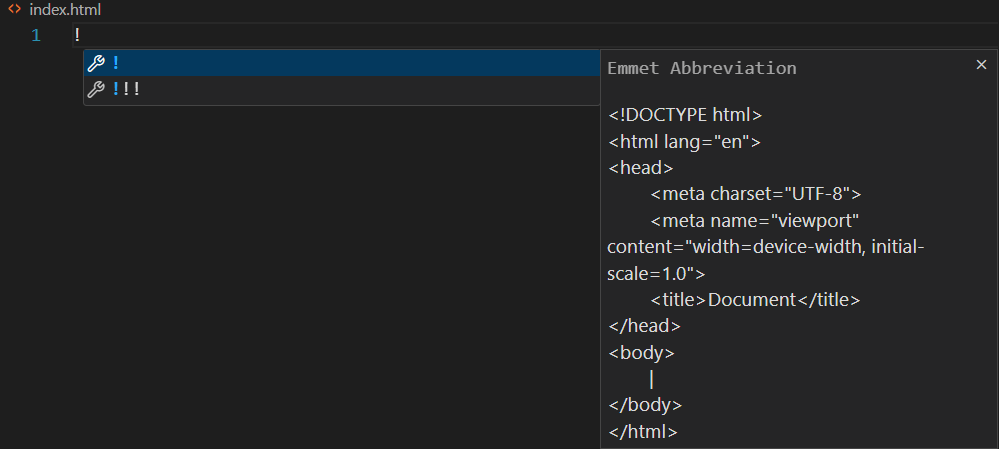 index.html
1 !
!
!!!
Emmet Abbreviation
<!DOCTYPE html>
<html lang="en">
<head>
<meta charset="UTF-8">
<meta name="viewport"
content="width=device-width, initial-
scale=1.0">
<title>Document</title>
</head>
<body>
|
</body>
</html>